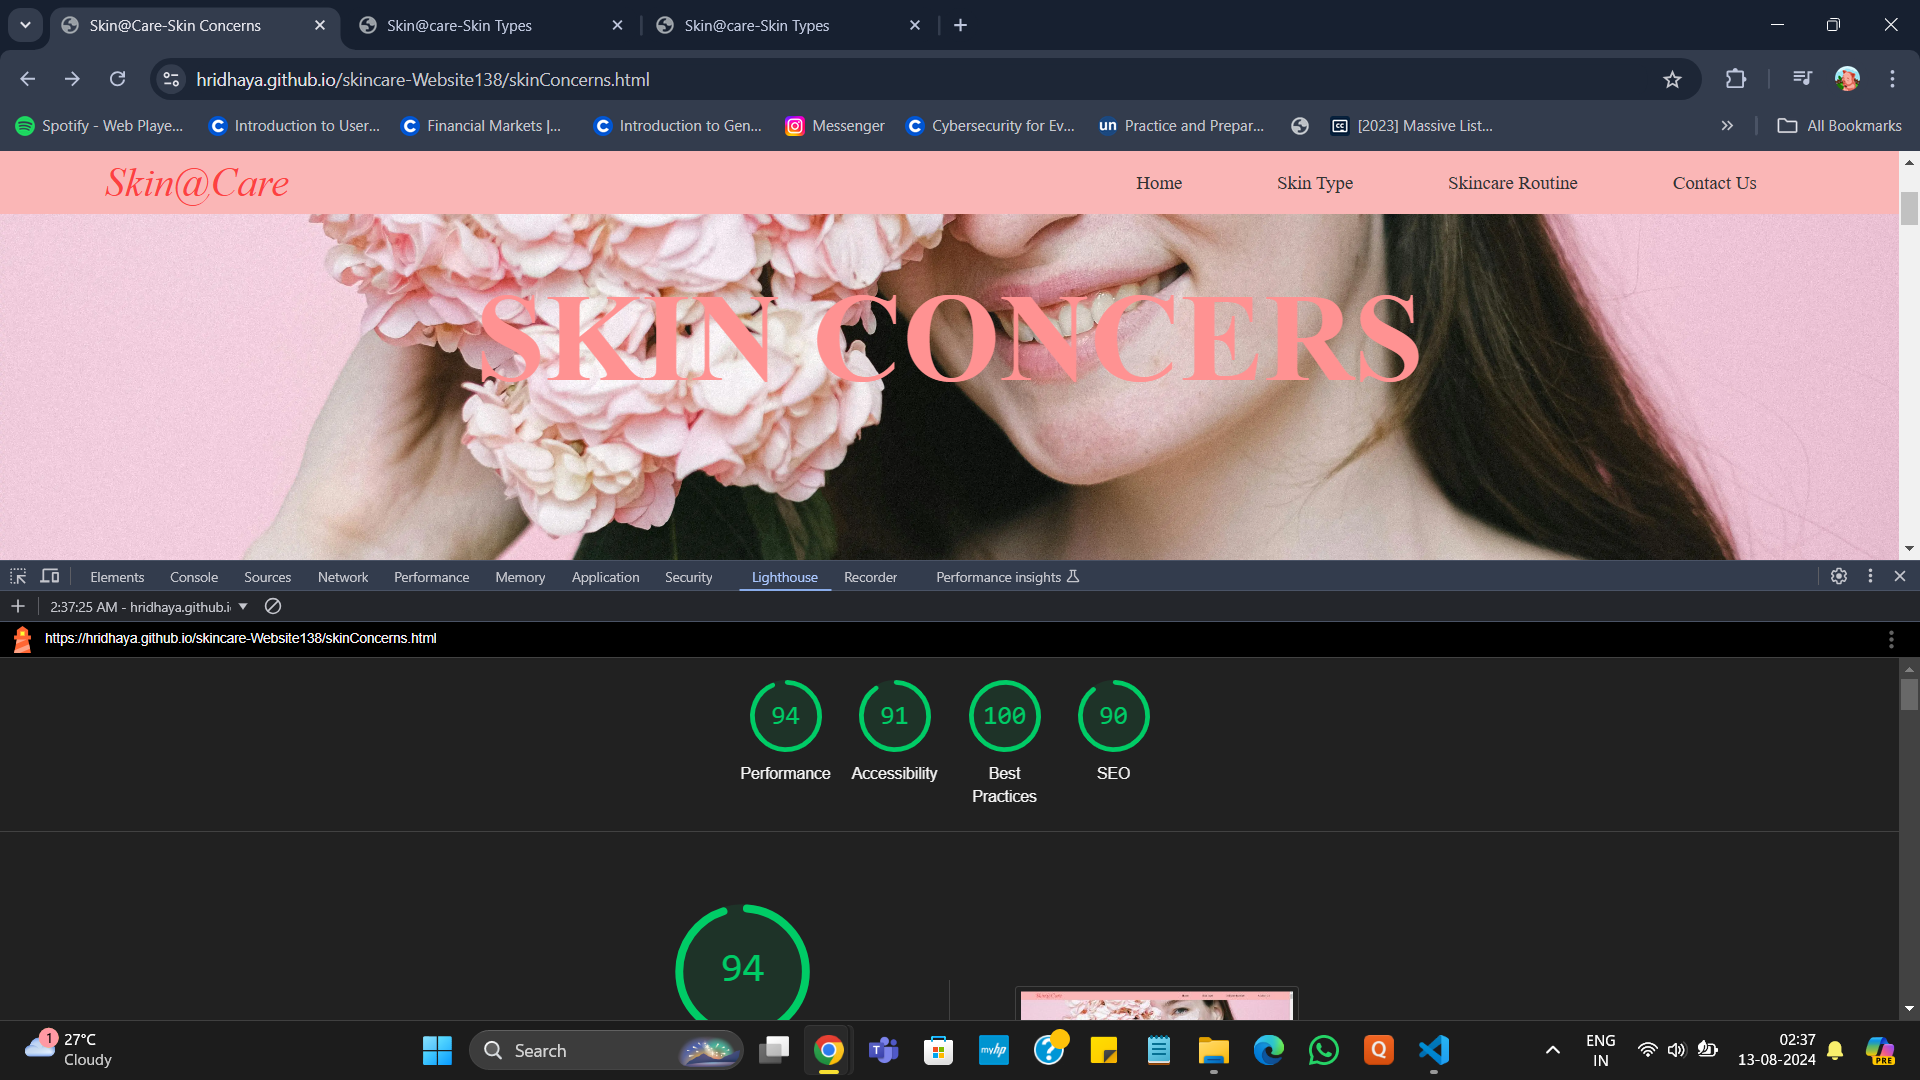 Skin@Care-Skin Concerns
Skin@care-Skin Types
Skin@care-Skin Types
hridhaya.github.io/skincare-Website138/skinConcerns.html
Spotify - Web Playe...
Introduction to User...
Financial Markets |...
Introduction to Gen...
Messenger
Cybersecurity for Ev...
un
Practice and Prepar...
[2023] Massive List...
All Bookmarks
Skin@Care
Home
Skin Type
Skincare Routine
Contact Us
SKIN CONCERS
Elements
Console
Sources
Network
Performance
Memory
Application
Security
Lighthouse
Recorder
Performance insights
2:37:25 AM - hridhaya.github.i
https://hridhaya.github.io/skincare-Website138/skinConcerns.html
94
91
100
90
Performance
Accessibility
Best
Practices
SEO
94
1
27°C
Cloudy
Search
myhp
Q
PRE
ENG
IN
02:37
13-08-2024